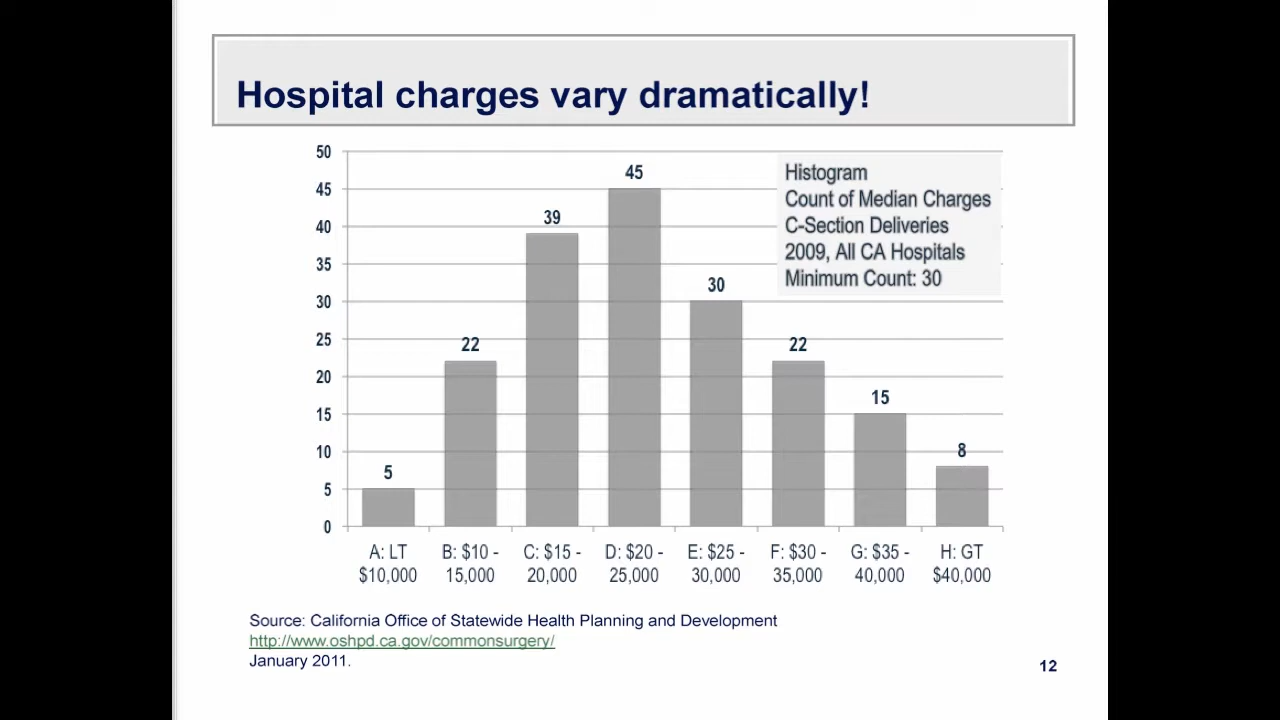 Hospital charges vary dramatically!
50
45
40
35
30
25
20
15
10
5
0
5
22
39
45
30
22
15
8
Histogram
Count of Median Charges
C-Section Deliveries
2009, All CA Hospitals
Minimum Count: 30
A: LT
$10,000
B: $10 -
15,000
C: $15 -
20,000
D: $20 -
25,000
E: $25 -
30,000
F: $30 -
35,000
G: $35 -
40,000
H: GT
$40,000
Source: California Office of Statewide Health Planning and Development
http://www.oshpd.ca.gov/commonsurgery/
January 2011.
12